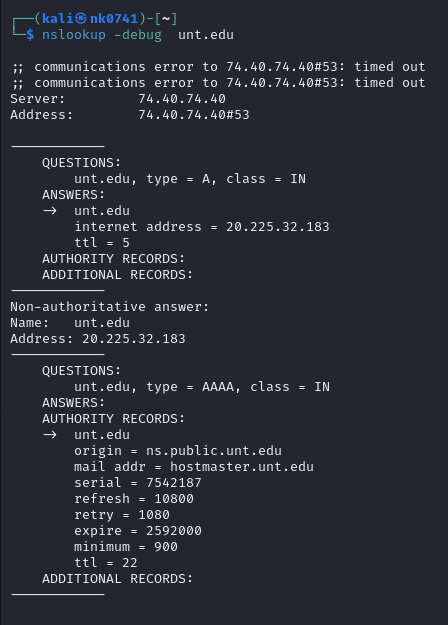 ┌──(kali㉿nk0741)-[~]
└─$ nslookup -debug  unt.edu
;; communications error to 74.40.74.40#53: timed out
;; communications error to 74.40.74.40#53: timed out
Server:         74.40.74.40
Address:        74.40.74.40#53
------------
    QUESTIONS:
        unt.edu, type = A, class = IN
    ANSWERS:
    ->  unt.edu
        internet address = 20.225.32.183
        ttl = 5
    AUTHORITY RECORDS:
    ADDITIONAL RECORDS:
------------
Non-authoritative answer:
Name:   unt.edu
Address: 20.225.32.183
------------
    QUESTIONS:
        unt.edu, type = AAAA, class = IN
    ANSWERS:
    AUTHORITY RECORDS:
    ->  unt.edu
        origin = ns.public.unt.edu
        mail addr = hostmaster.unt.edu
        serial = 7542187
        refresh = 10800
        retry = 1080
        expire = 2592000
        minimum = 900
        ttl = 22
    ADDITIONAL RECORDS:
------------